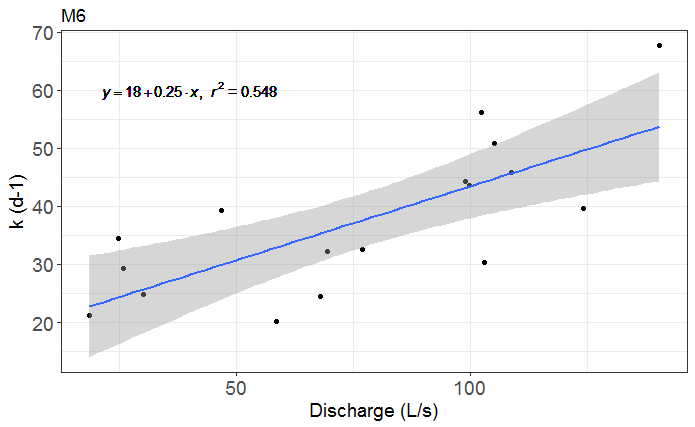 M6
70
60
50
40
30
20
y = 18 + 0.25 · x, r² = 0.548
k (d-1)
50 100
Discharge (L/s)